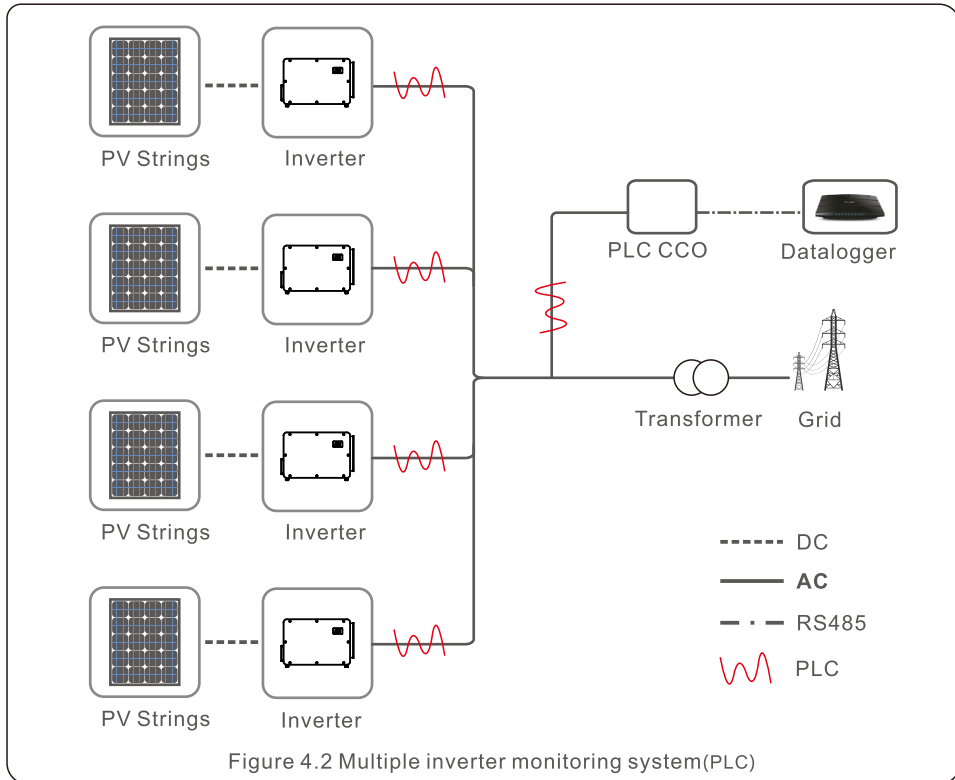 PV Strings
Inverter
PLC CCO
Datalogger
PV Strings
Inverter
Transformer
Grid
PV Strings
Inverter
DC
AC
RS485
PLC
PV Strings
Inverter
Figure 4.2 Multiple inverter monitoring system(PLC)